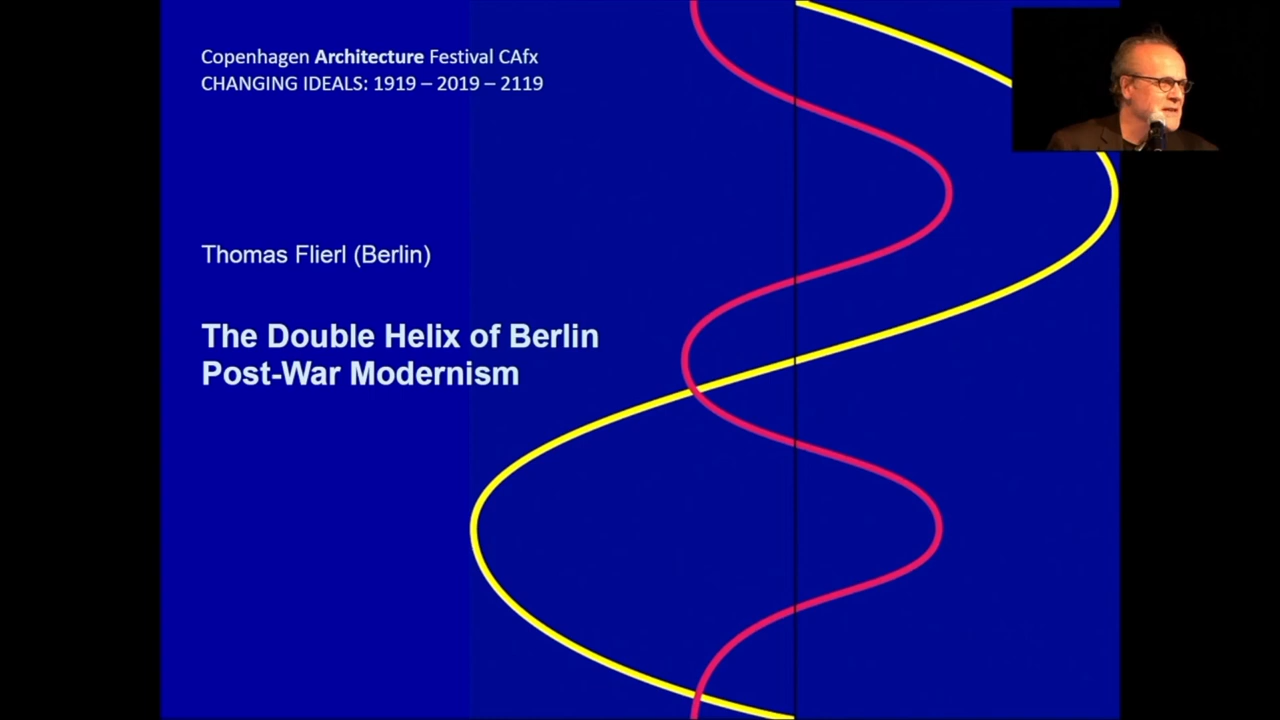 Copenhagen Architecture Festival CAfx
CHANGING IDEALS: 1919 – 2019 – 2119
Thomas Flierl (Berlin)
The Double Helix of Berlin
Post-War Modernism